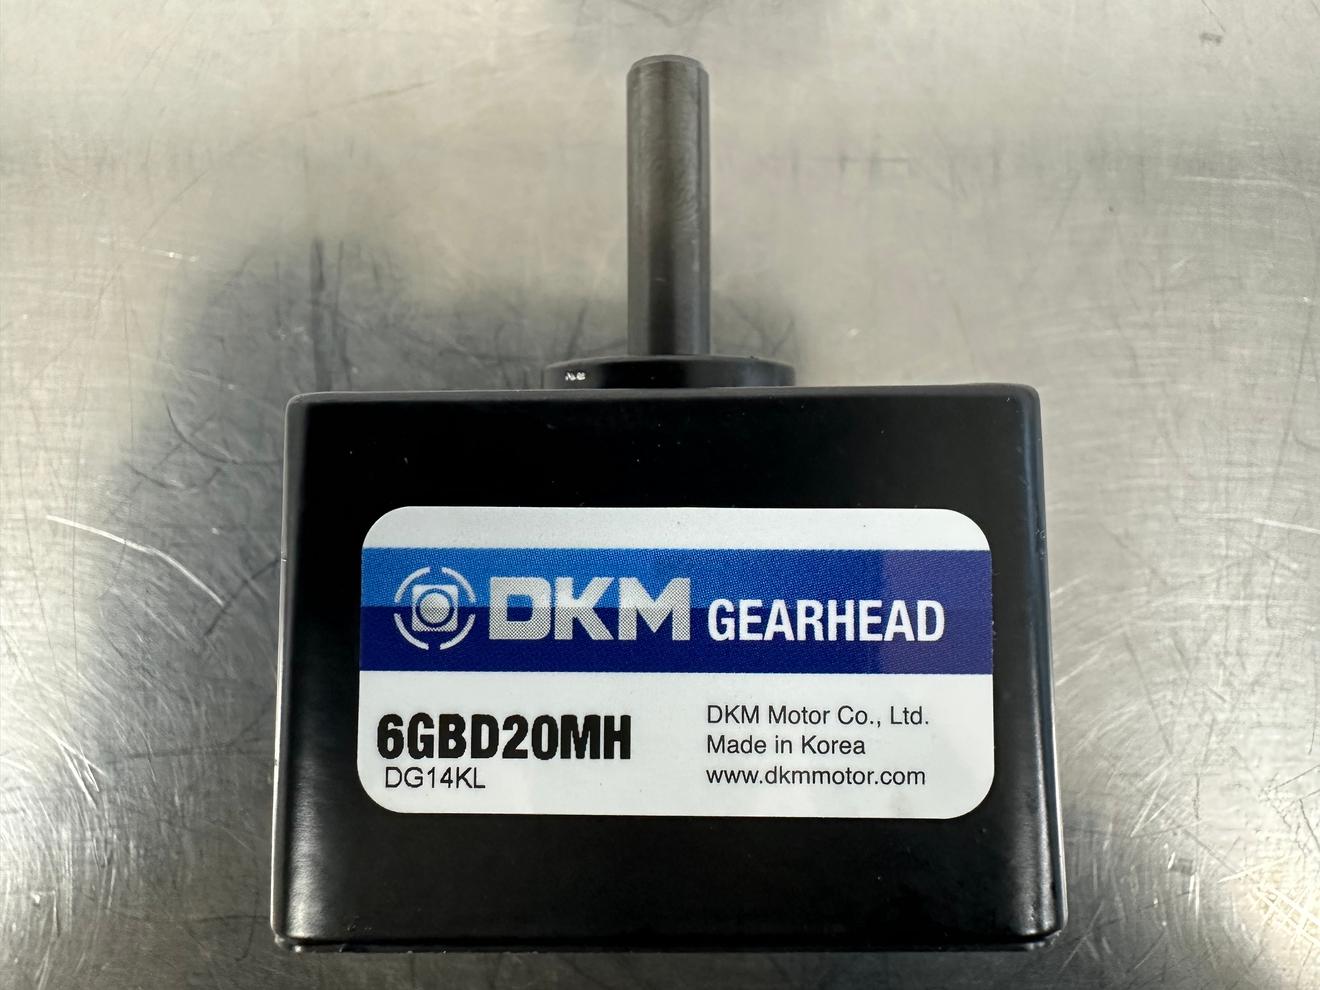 DKM GEARHEAD
6GBD20MH
DG14KL
DKM Motor Co., Ltd.
Made in Korea
www.dkmmotor.com